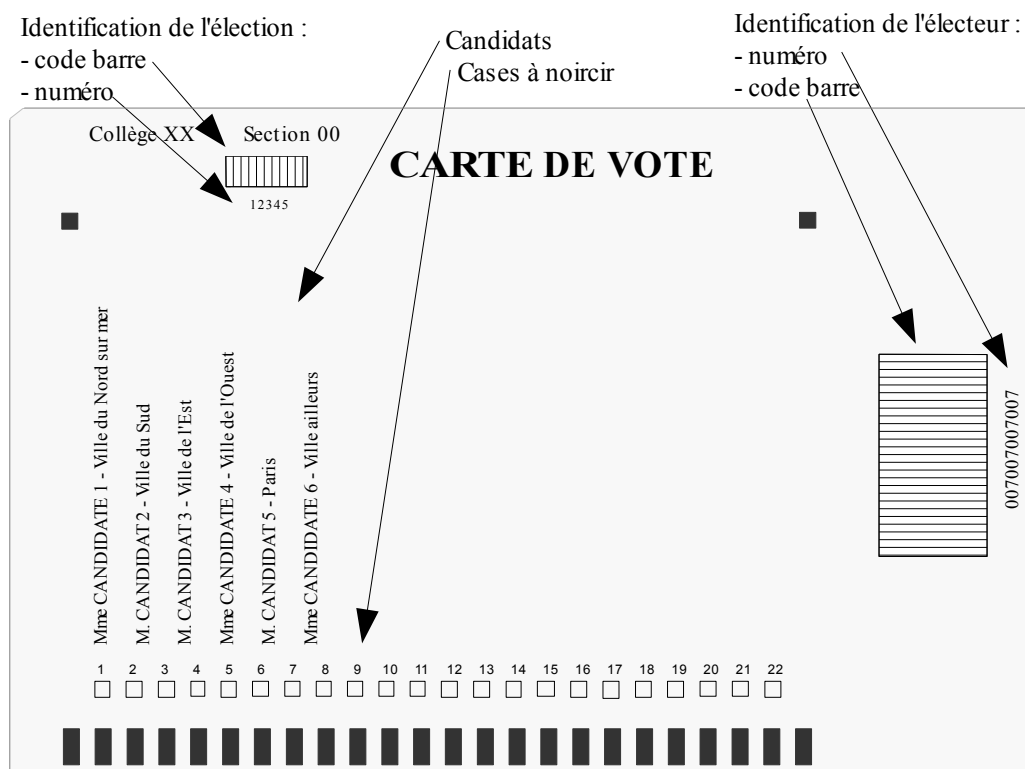 Identification de l'élection :
- code barre
- numéro
Candidats
Cases à noircir
Identification de l'électeur :
- numéro
- code barre
Collège XX Section 00
CARTE DE VOTE
12345
Mme CANDIDATE 1 - Ville du Nord sur mer
M. CANDIDAT 2 - Ville du Sud
M. CANDIDAT 3 - Ville de l'Est
Mme CANDIDATE 4 - Ville de l'Ouest
M. CANDIDAT 5 - Paris
Mme CANDIDATE 6 - Ville ailleurs
007007007007
1 2 3 4 5 6 7 8 9 10 11 12 13 14 15 16 17 18 19 20 21 22